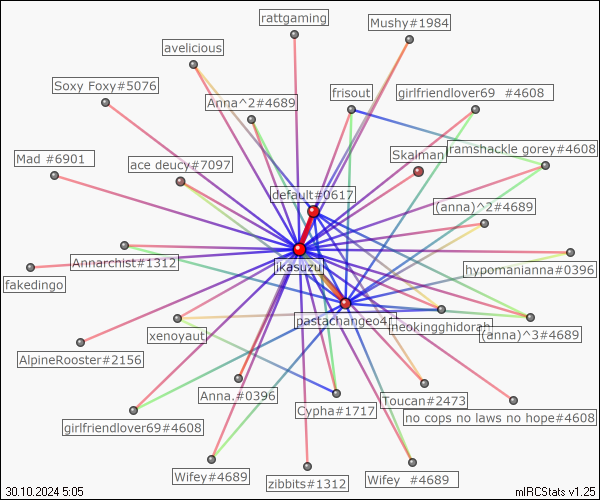 rattgaming
Mushy#1984
avelicious
Soxy Foxy#5076
frisout
girlfriendlover69 #4608
Anna^2#4689
ramshackle gorey#4608
Mad #6901
ace deucy#7097
Skalman
default#0617
(anna)^2#4689
Annarchist#1312
ikasuzu
hypomanianna#0396
fakedingo
pastachangeo4
neokingghidorah
(anna)^3#4689
xenoyaut
AlpineRooster#2156
Anna.#0396
Toucan#2473
Cypha#1717
no cops no laws no hope#4608
girlfriendlover69#4608
Wifey#4689
zibbits#1312
Wifey #4689
30.10.2024 5:05
mIRCStats v1.25